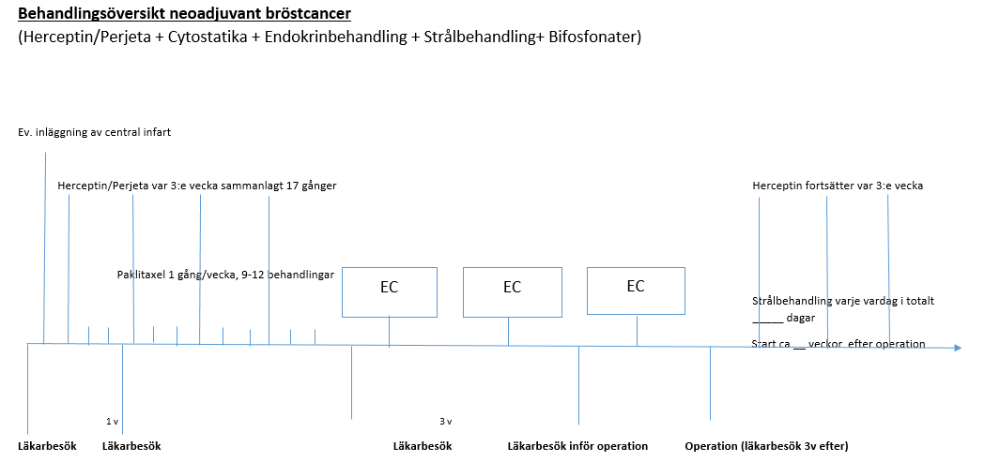 Behandlingsöversikt neoadjuvant bröstcancer
(Herceptin/Perjeta + Cytostatika + Endokrinbehandling + Strålbehandling+ Bifosfonater)
Ev. inläggning av central infart
Herceptin/Perjeta var 3:e vecka sammanlagt 17 gånger
Herceptin fortsätter var 3:e vecka
Paklitaxel 1 gång/vecka, 9-12 behandlingar
EC
EC
EC
Strålbehandling varje vardag i totalt
_____ dagar
Start ca __ veckor efter operation
1 v
3 v
Läkarbesök
Läkarbesök
Läkarbesök
Läkarbesök inför operation
Operation (läkarbesök 3v efter)